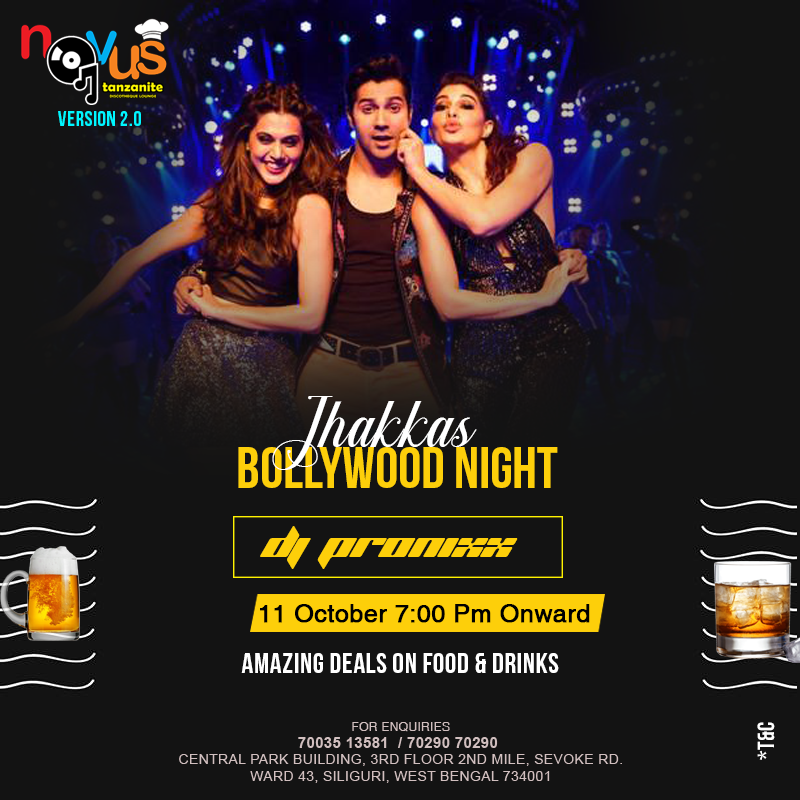 novus
tanzanite
DISCOTHEQUE LOUNGE
VERSION 2.0
Jhakkas
BOLLYWOOD NIGHT
DJ PRONIXX
11 October 7:00 Pm Onward
AMAZING DEALS ON FOOD & DRINKS
FOR ENQUIRIES
70035 13581 / 70290 70290
CENTRAL PARK BUILDING, 3RD FLOOR 2ND MILE, SEVOKE RD.
WARD 43, SILIGURI, WEST BENGAL 734001
*T&C